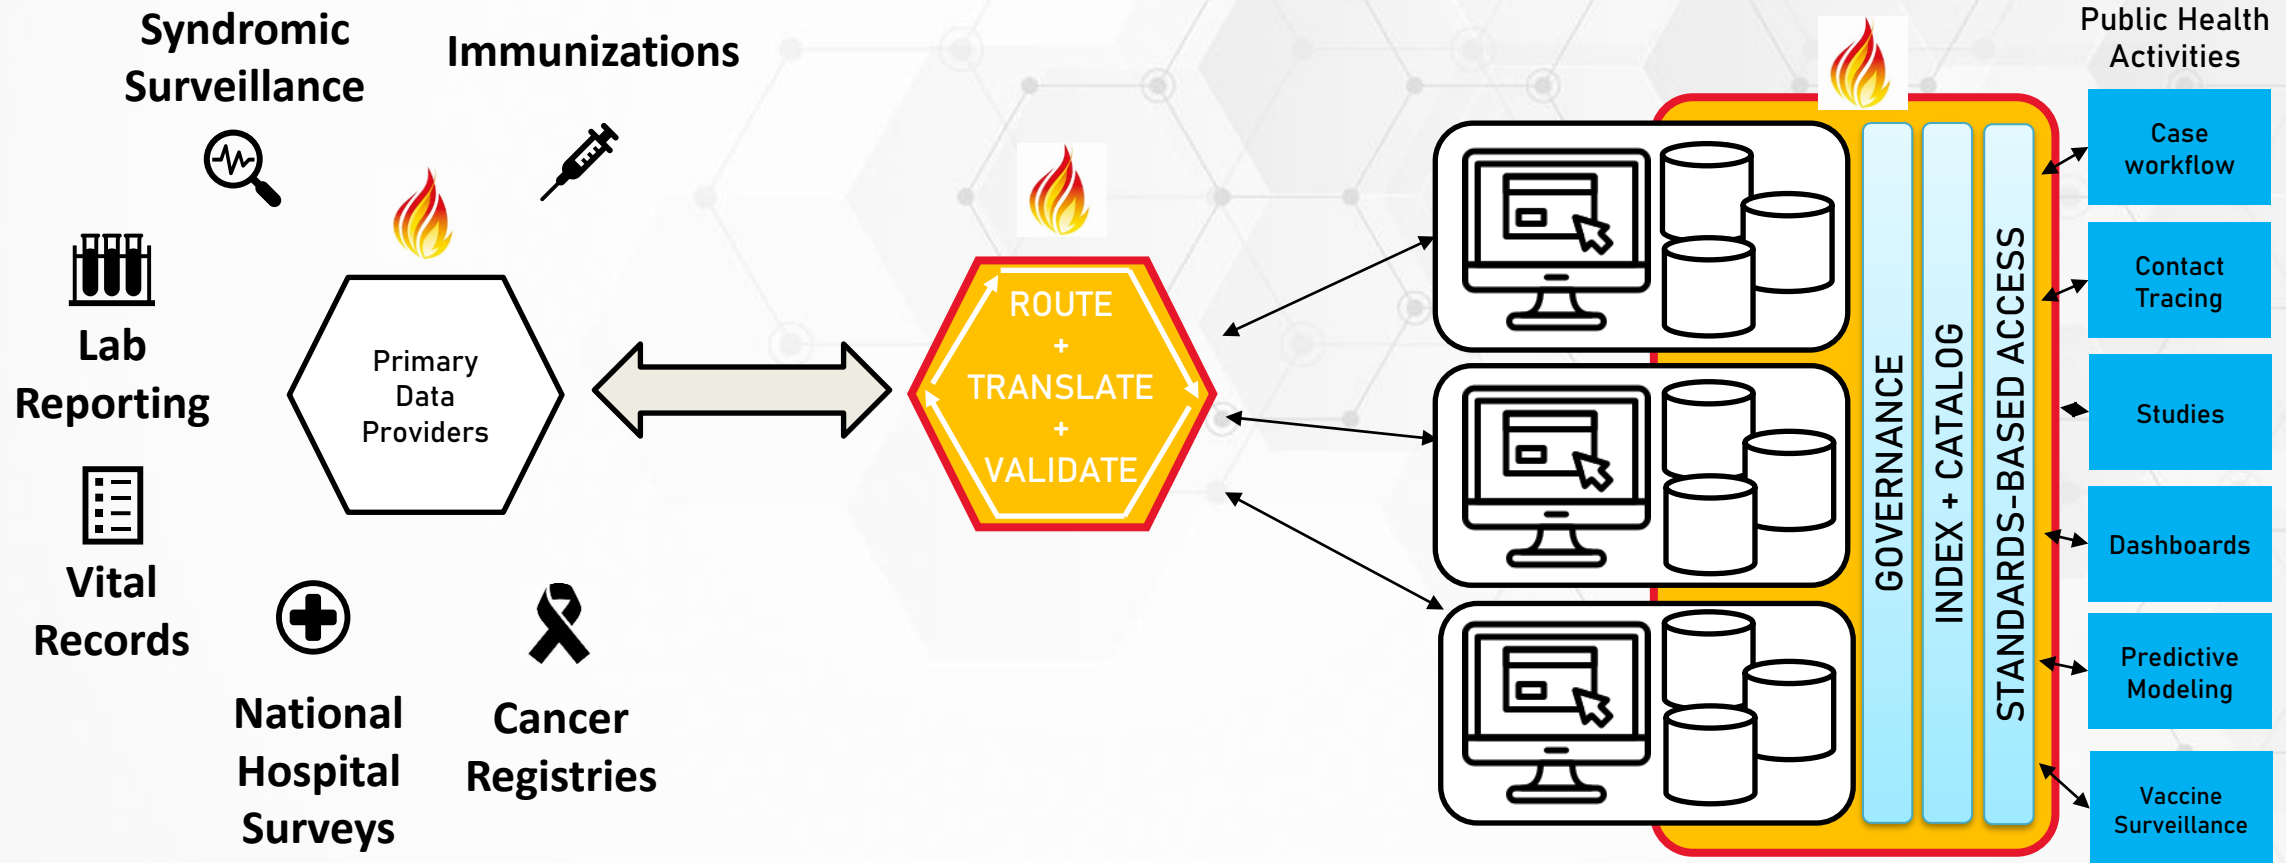 Syndromic
Surveillance
Immunizations
Lab
Reporting
Vital
Records
National
Hospital
Surveys
Cancer
Registries
Primary
Data
Providers
ROUTE
+
TRANSLATE
+
VALIDATE
GOVERNANCE
INDEX + CATALOG
STANDARDS-BASED ACCESS
Public Health
Activities
Case
workflow
Contact
Tracing
Studies
Dashboards
Predictive
Modeling
Vaccine
Surveillance